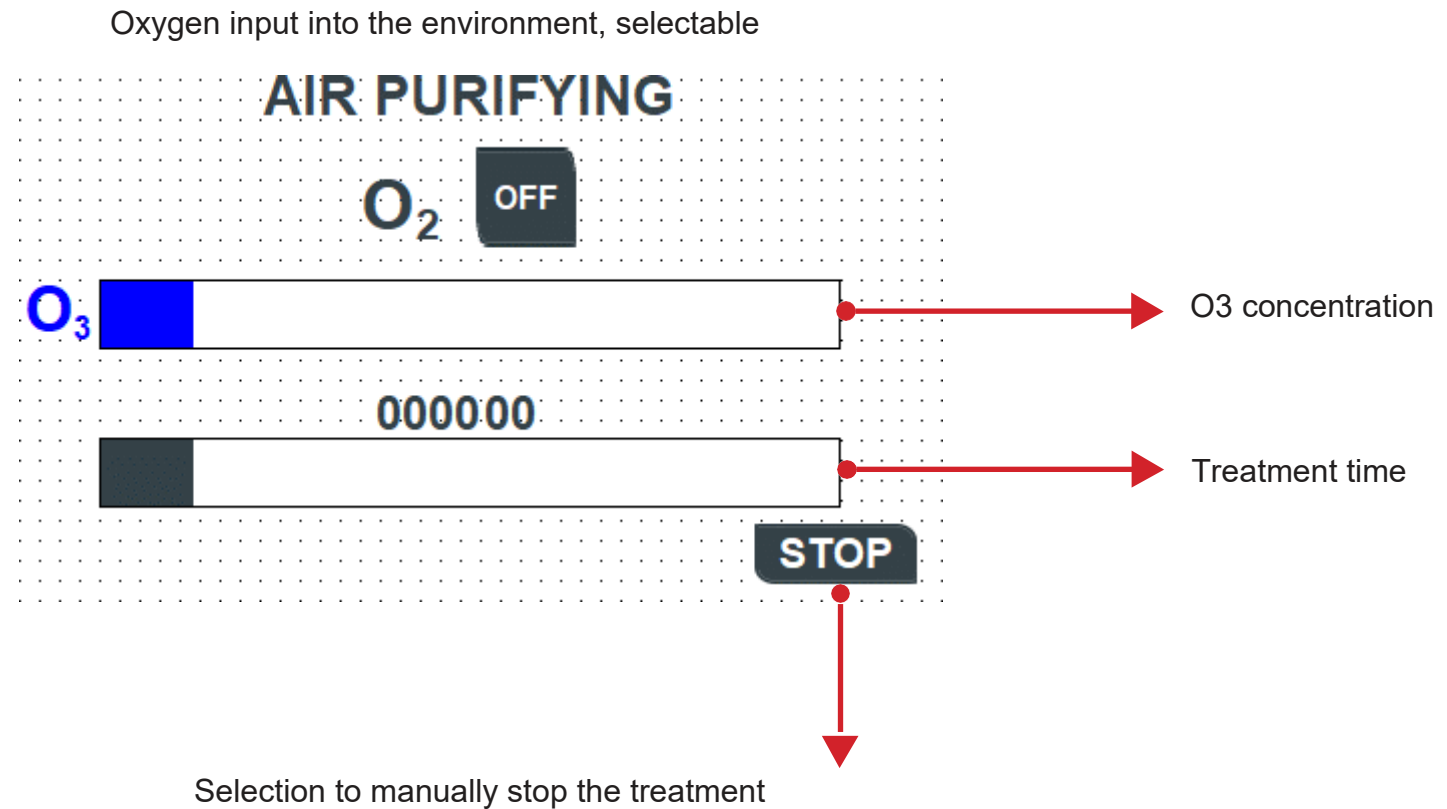 Oxygen input into the environment, selectable
AIR PURIFYING
O₂ OFF
O₃
O3 concentration
000000
Treatment time
STOP
Selection to manually stop the treatment